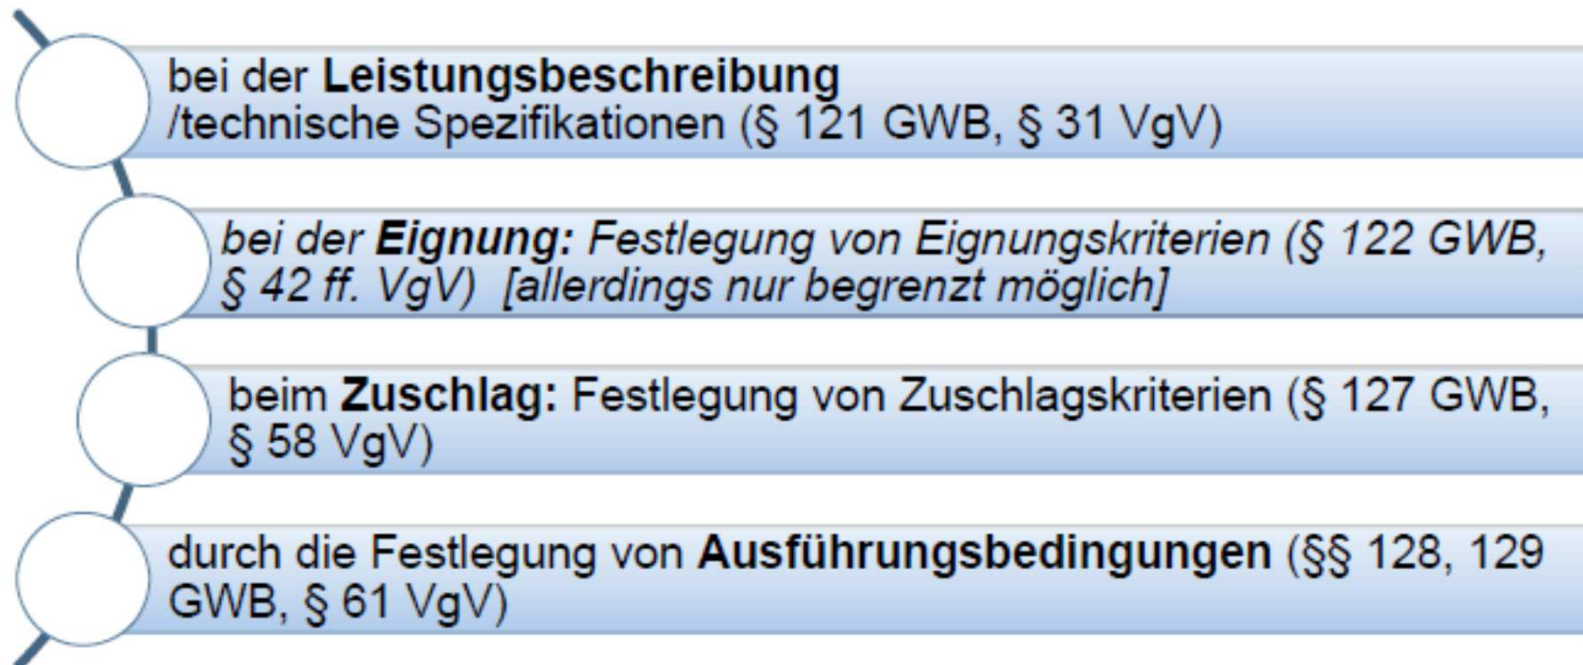 bei der Leistungsbeschreibung
/technische Spezifikationen (§ 121 GWB, § 31 VgV)
bei der Eignung: Festlegung von Eignungskriterien (§ 122 GWB,
§ 42 ff. VgV) [allerdings nur begrenzt möglich]
beim Zuschlag: Festlegung von Zuschlagskriterien (§ 127 GWB,
§ 58 VgV)
durch die Festlegung von Ausführungsbedingungen (§§ 128, 129
GWB, § 61 VgV)